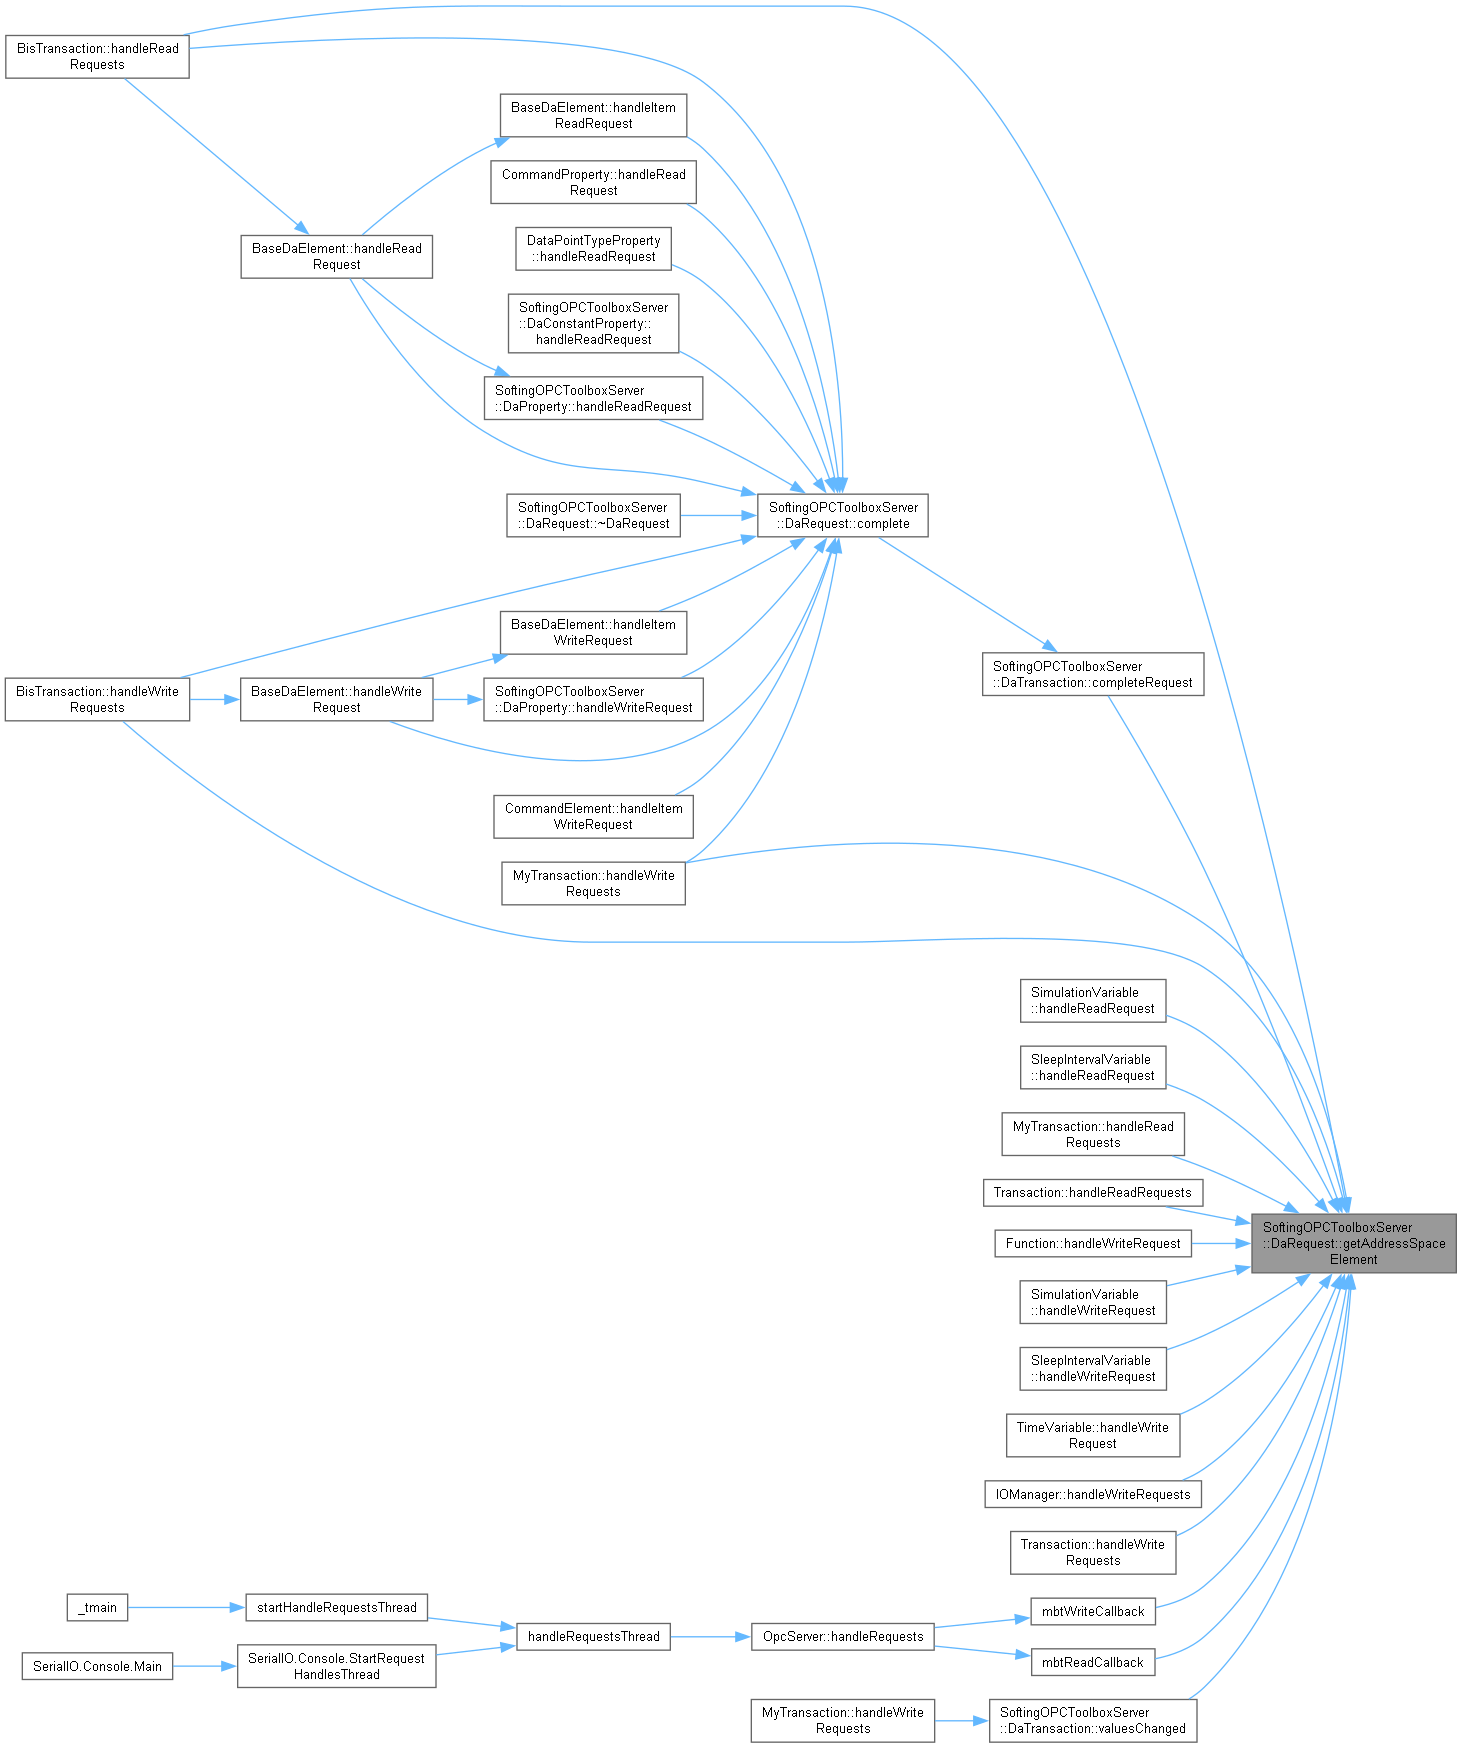 BisTransaction::handleRead
Requests
BaseDaElement::handleItem
ReadRequest
CommandProperty::handleRead
Request
DataPointTypeProperty
::handleReadRequest
BaseDaElement::handleRead
Request
SoftingOPCToolboxServer
::DaConstantProperty::
handleReadRequest
SoftingOPCToolboxServer
::DaProperty::handleReadRequest
SoftingOPCToolboxServer
::DaRequest::~DaRequest
SoftingOPCToolboxServer
::DaRequest::complete
BaseDaElement::handleItem
WriteRequest
SoftingOPCToolboxServer
::DaTransaction::completeRequest
BisTransaction::handleWrite
Requests
BaseDaElement::handleWrite
Request
SoftingOPCToolboxServer
::DaProperty::handleWriteRequest
CommandElement::handleItem
WriteRequest
MyTransaction::handleWrite
Requests
SimulationVariable
::handleReadRequest
SleepIntervalVariable
::handleReadRequest
MyTransaction::handleRead
Requests
Transaction::handleReadRequests
SoftingOPCToolboxServer
::DaRequest::getAddressSpace
Element
Function::handleWriteRequest
SimulationVariable
::handleWriteRequest
SleepIntervalVariable
::handleWriteRequest
TimeVariable::handleWrite
Request
IOManager::handleWriteRequests
Transaction::handleWrite
Requests
_tmain
startHandleRequestsThread
mbtWriteCallback
handleRequestsThread
OpcServer::handleRequests
SerialIO.Console.Main
SerialIO.Console.StartRequest
HandlesThread
mbtReadCallback
MyTransaction::handleWrite
Requests
SoftingOPCToolboxServer
::DaTransaction::valuesChanged